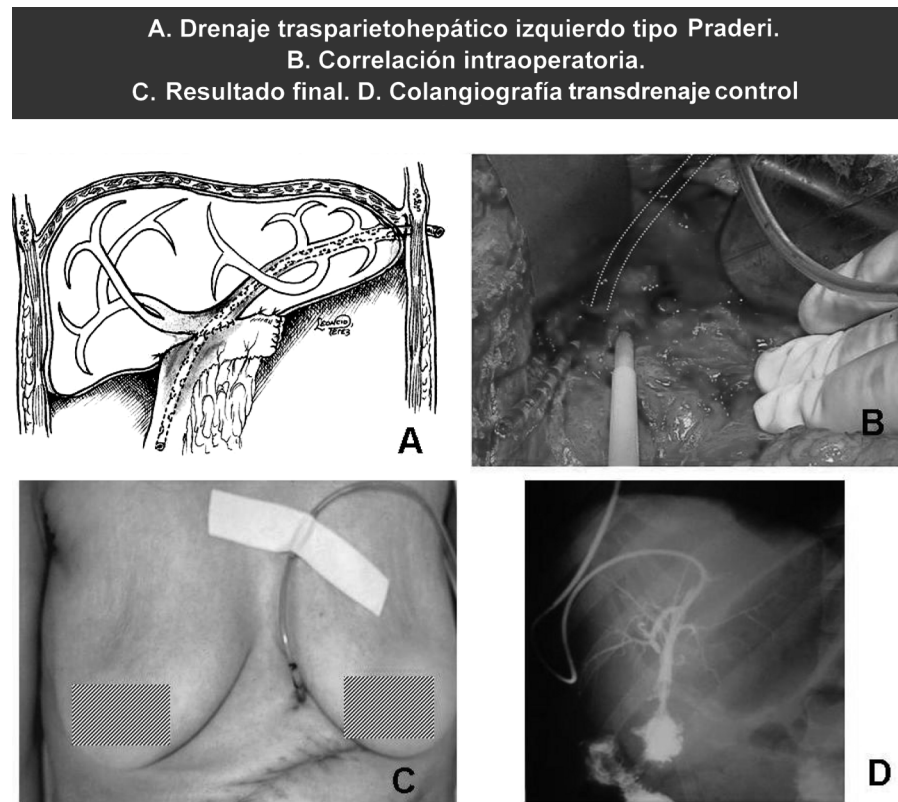 A. Drenaje trasparietohepático izquierdo tipo Praderi.
B. Correlación intraoperatoria.
C. Resultado final. D. Colangiografía transdrenaje control
A
B
C
D